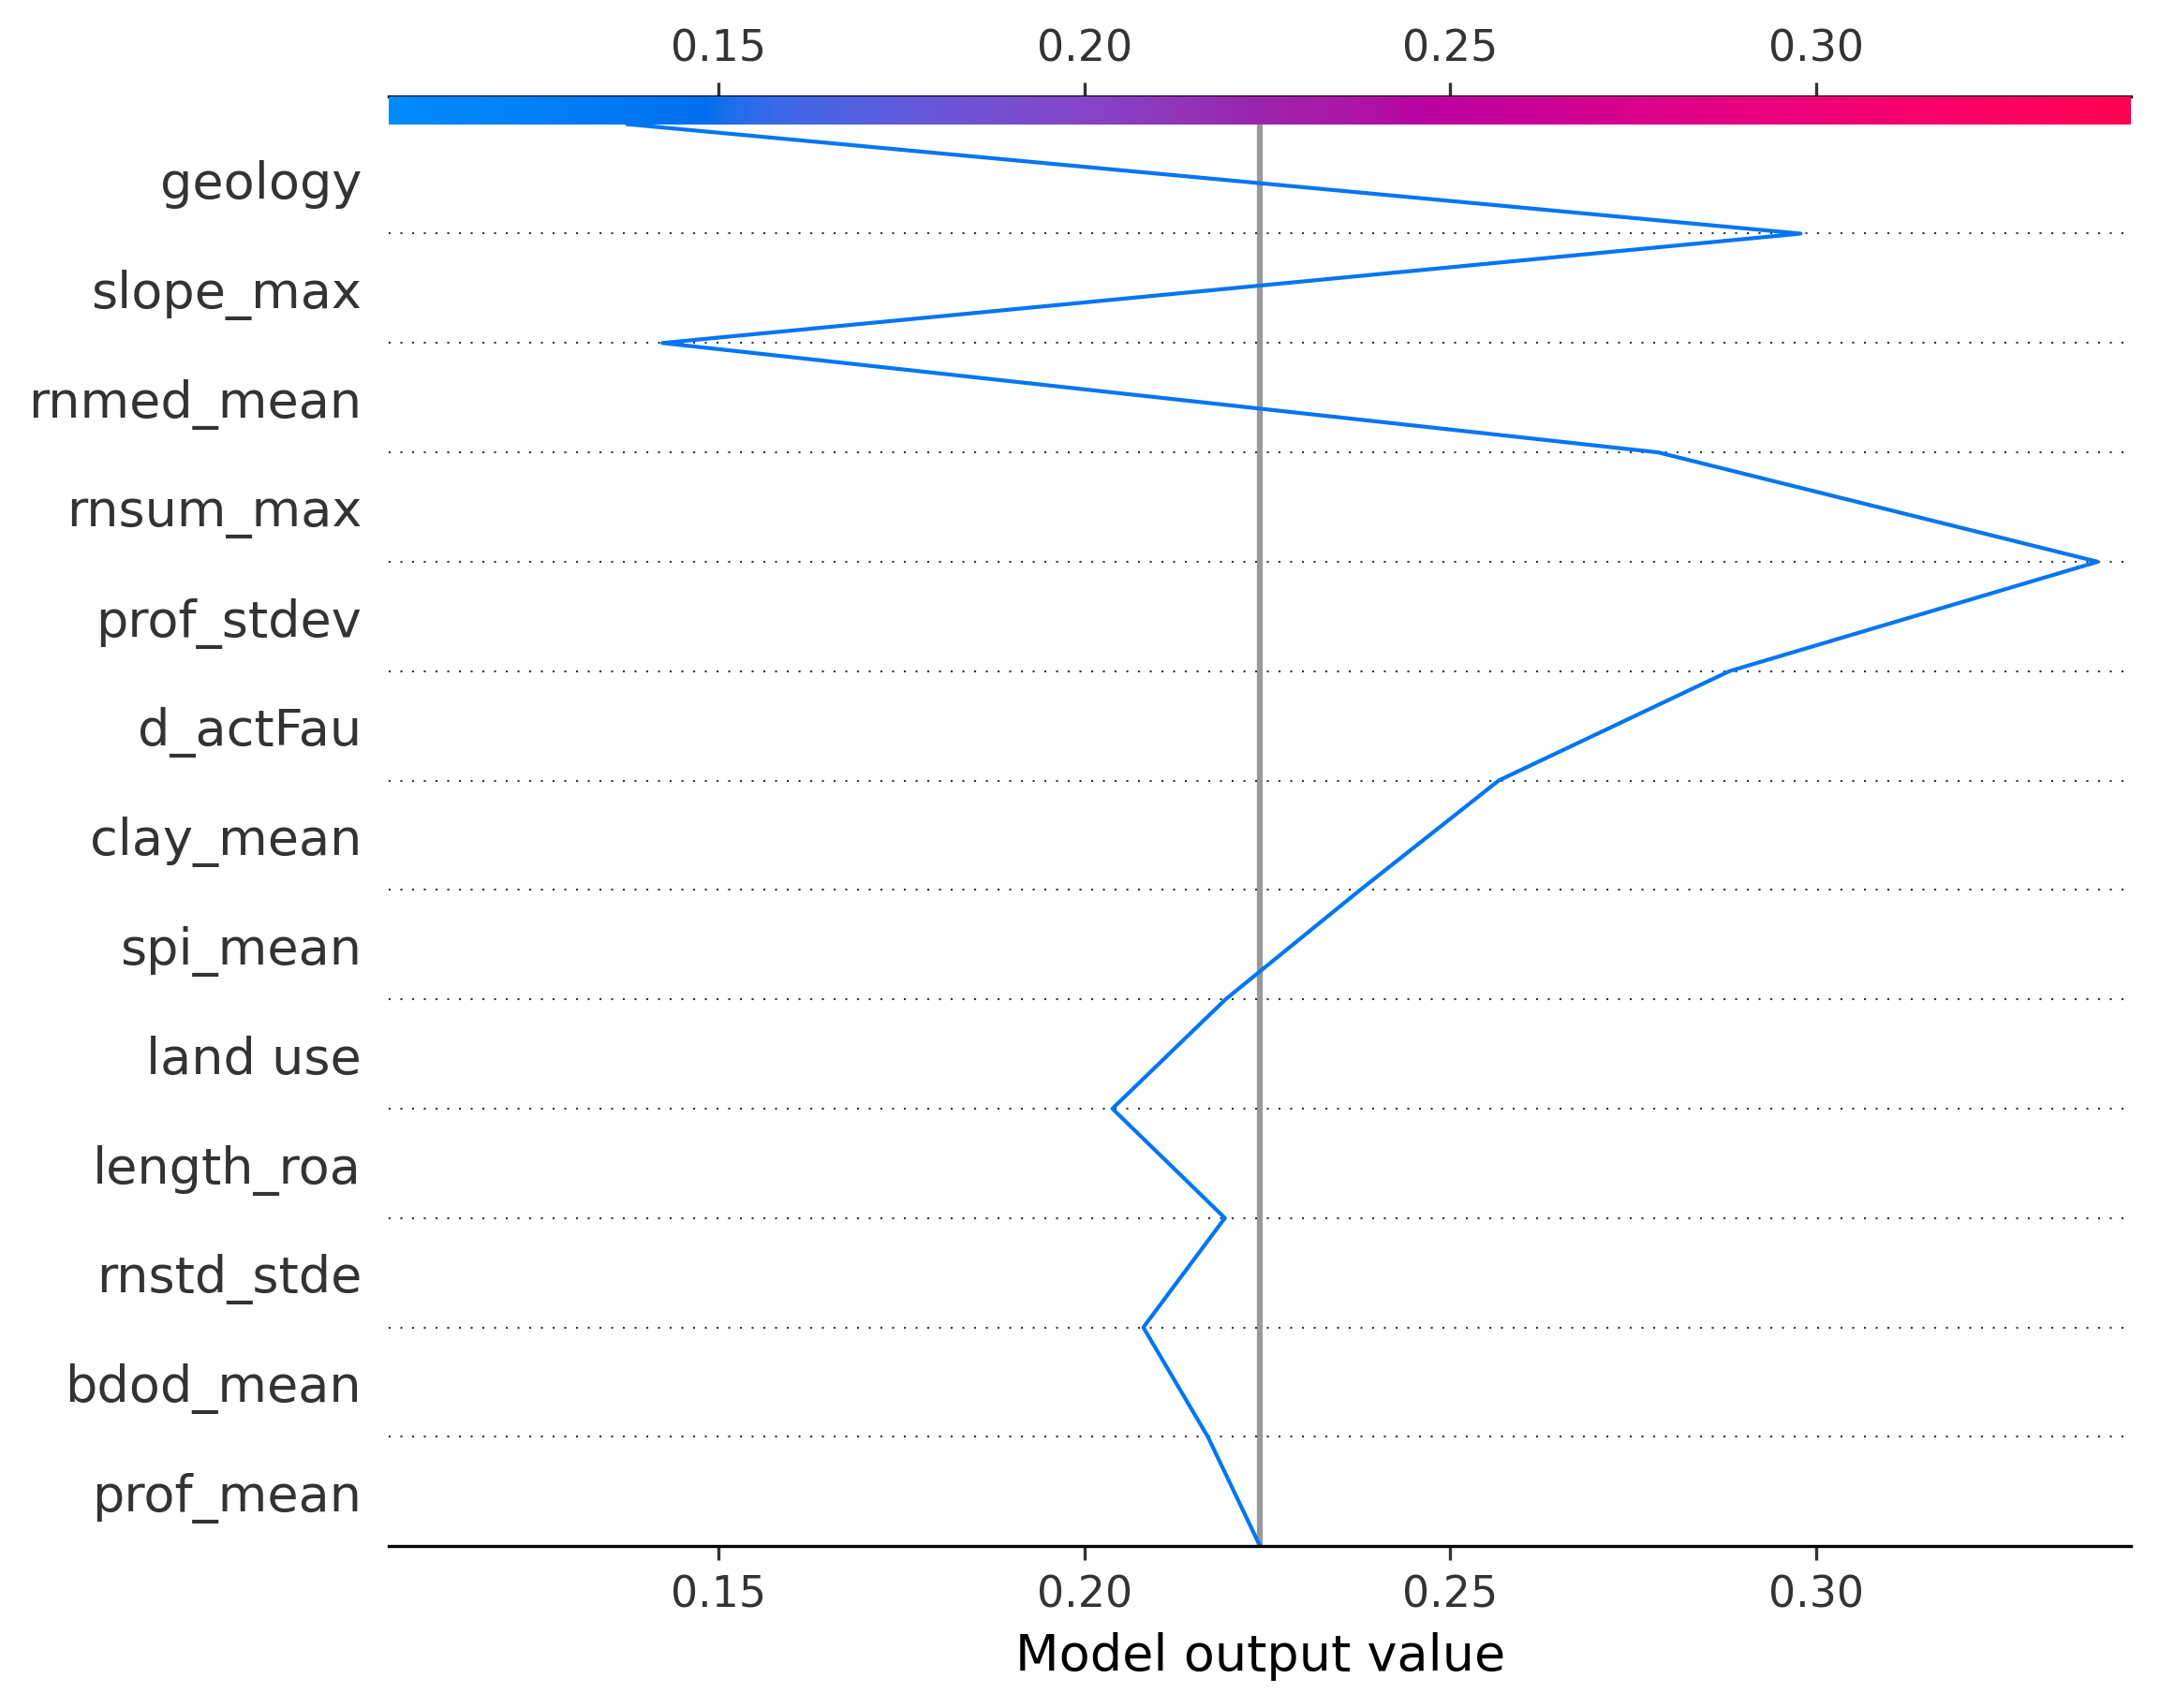 0.15 0.20 0.25 0.30
geology
slope_max
rnmed_mean
rnsum_max
prof_stdev
d_actFau
clay_mean
spi_mean
land use
length_roa
rnstd_stde
bdod_mean
prof_mean
0.15 0.20 0.25 0.30
Model output value